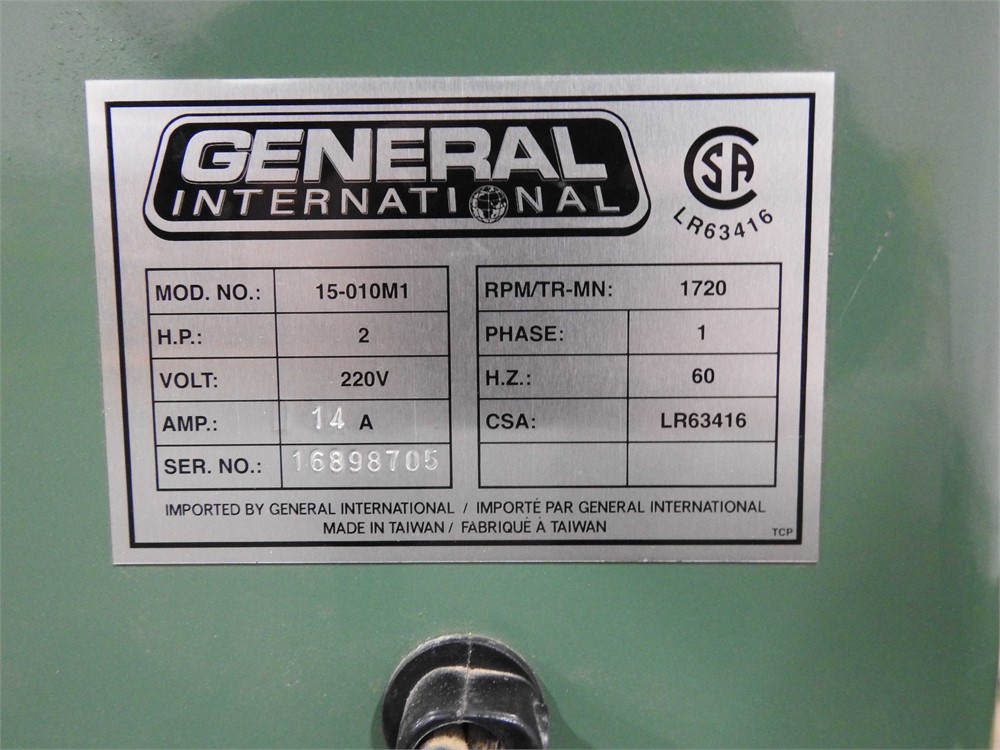 GENERAL
INTERNATIONAL
SA
LR63416
MOD. NO.: 15-010M1
H.P.: 2
VOLT: 220V
AMP.: 14 A
SER. NO.: 16898705
RPM/TR-MN: 1720
PHASE: 1
H.Z.: 60
CSA: LR63416
IMPORTED BY GENERAL INTERNATIONAL / IMPORTÉ PAR GENERAL INTERNATIONAL
MADE IN TAIWAN / FABRIQUÉ À TAIWAN
TCP